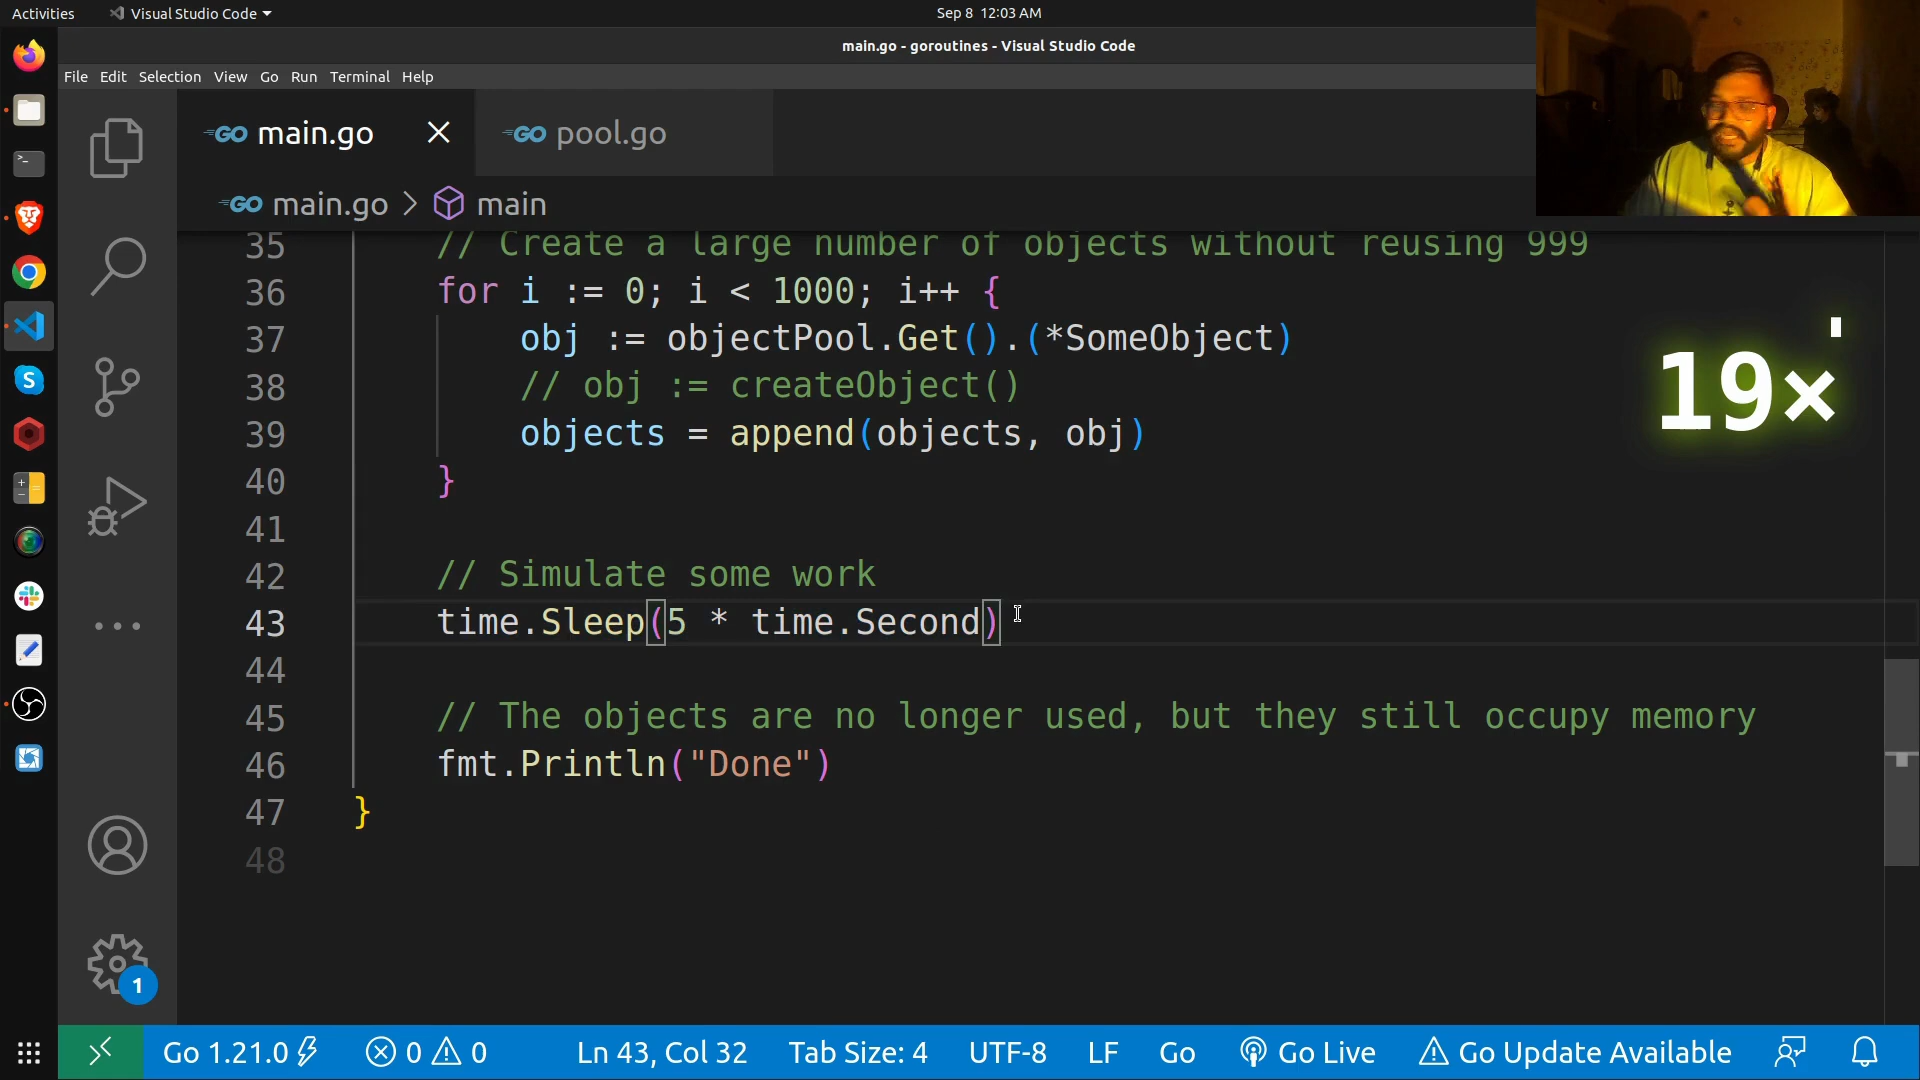 Activities
Visual Studio Code
Sep 8 12:03 AM
main.go - goroutines - Visual Studio Code
File Edit Selection View Go Run Terminal Help
GO main.go
GO pool.go
GO main.go > main
35 // Create a large number of objects without reusing 999
36 for i := 0; i < 1000; i++ {
37 obj := objectPool.Get().(*SomeObject)
38 // obj := createObject()
39 objects = append(objects, obj)
40 }
41
42 // Simulate some work
43 time.Sleep(5 * time.Second)
44
45 // The objects are no longer used, but they still occupy memory
46 fmt.Println("Done")
47 }
48
19×
S
1
Go 1.21.0
0 0
Ln 43, Col 32
Tab Size: 4
UTF-8
LF
Go
Go Live
Go Update Available